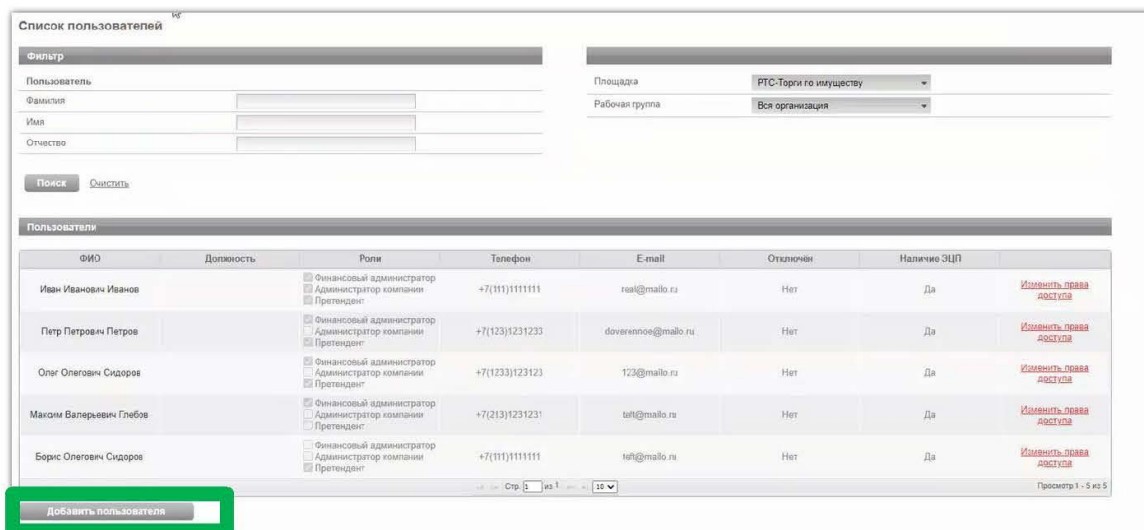 Список пользователей
Фильтр
Пользователь
Фамилия
Имя
Отчество
Площадка РТС-Торги го имуществу
Рабочая группа Вся организация
Поиск Очистить
Пользователи
ФИО Должность Роли Телефон E-mail Отключён Наличие ЭЦП
Иван Иванович Иванов Финансовый администратор Администратор компании Претендент +7(111)1111111 real@mailo.ru Нет Да Изменить права доступа
Петр Петрович Петров Финансовый администратор Администратор компании Претендент +7(123)1231233 doverennoe@mailo.ru Нет Да Изменить права доступа
Олег Олегович Сидоров Финансовый администратор Администратор компании Претендент +7(1233)123123 123@mailo.ru Нет Да Изменить права доступа
Максим Валерьевич Глебов Финансовый администратор Администратор компании Претендент +7(213)1231231 teft@mailo.ru Нет Да Изменить права доступа
Борис Олегович Сидоров Финансовый администратор Администратор компании Претендент +7(111)1111111 teft@mailo.ru Нет Да Изменить права доступа
Стр. 1 из 1 10 Просмотр 1 - 5 из 5
Добавить пользователя